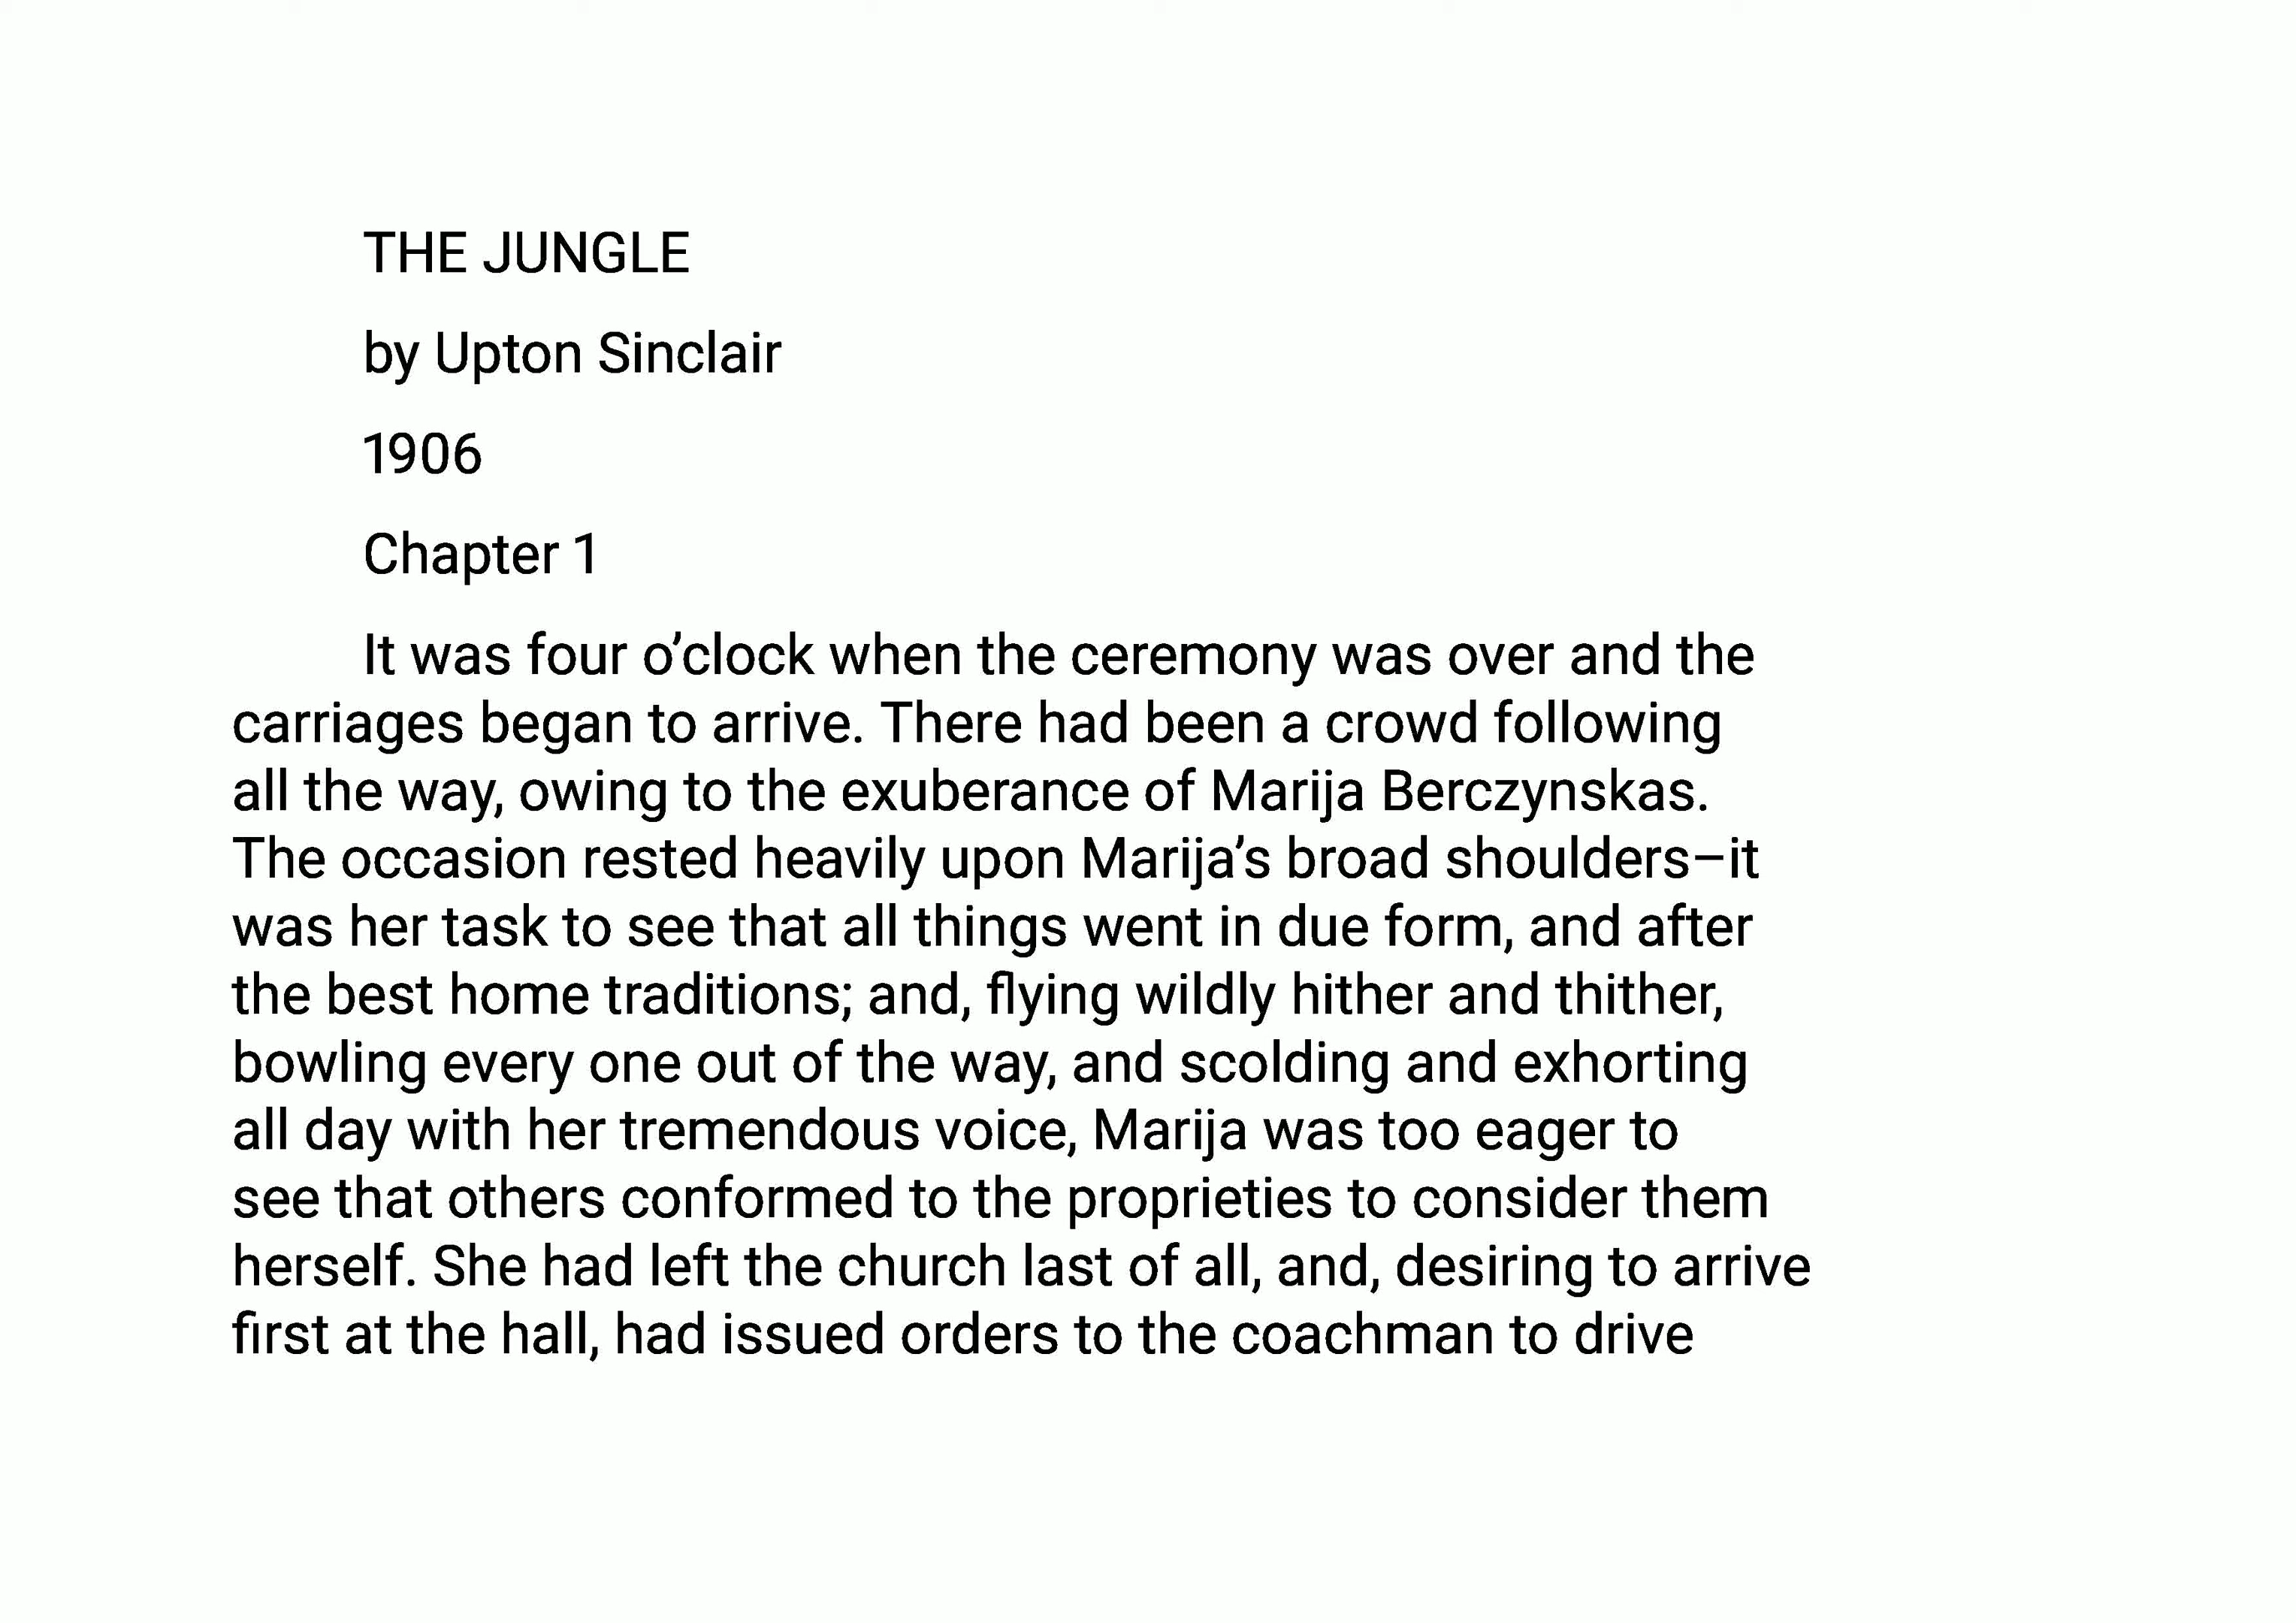 THE JUNGLE
by Upton Sinclair
1906
Chapter 1
It was four o’clock when the ceremony was over and the
carriages began to arrive. There had been a crowd following
all the way, owing to the exuberance of Marija Berczynskas.
The occasion rested heavily upon Marija’s broad shoulders–it
was her task to see that all things went in due form, and after
the best home traditions; and, flying wildly hither and thither,
bowling every one out of the way, and scolding and exhorting
all day with her tremendous voice, Marija was too eager to
see that others conformed to the proprieties to consider them
herself. She had left the church last of all, and, desiring to arrive
first at the hall, had issued orders to the coachman to drive